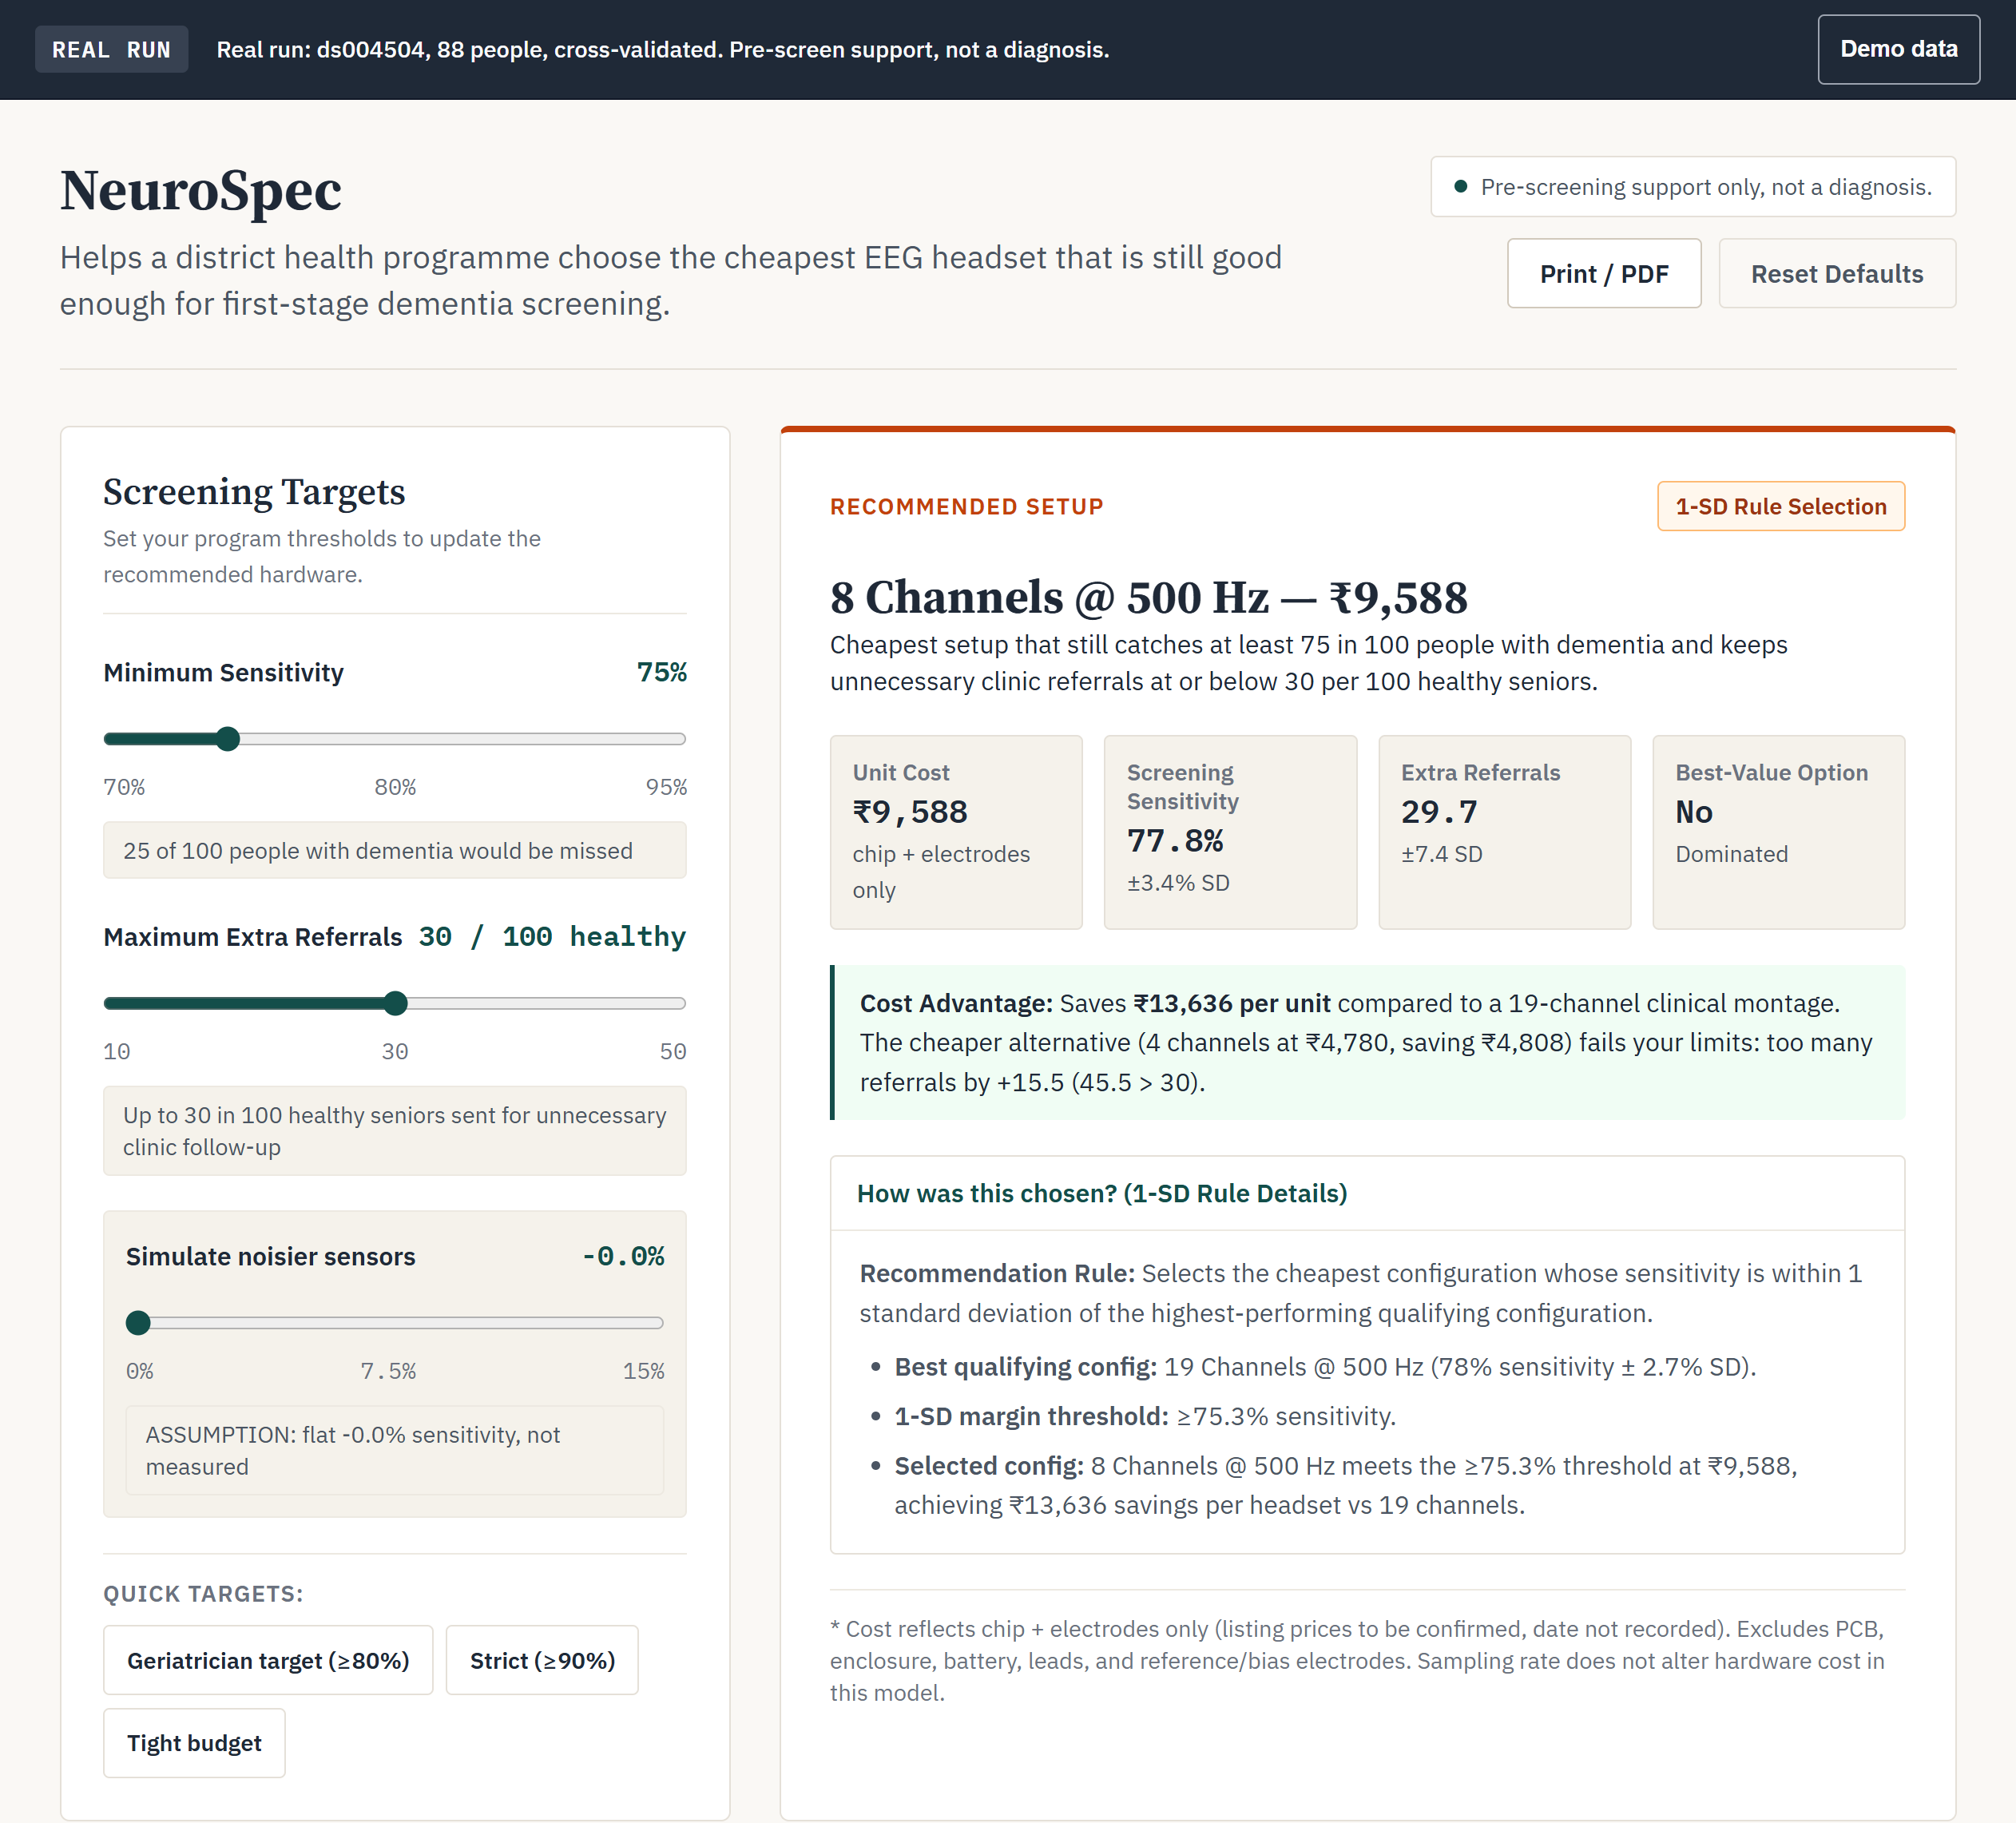 REAL RUN
Real run: ds004504, 88 people, cross-validated. Pre-screen support, not a diagnosis.
Demo data
NeuroSpec
Helps a district health programme choose the cheapest EEG headset that is still good
enough for first-stage dementia screening.
Pre-screening support only, not a diagnosis.
Print / PDF
Reset Defaults
Screening Targets
Set your program thresholds to update the
recommended hardware.
Minimum Sensitivity 75%
70% 80% 95%
25 of 100 people with dementia would be missed
Maximum Extra Referrals 30 / 100 healthy
10 30 50
Up to 30 in 100 healthy seniors sent for unnecessary
clinic follow-up
Simulate noisier sensors -0.0%
0% 7.5% 15%
ASSUMPTION: flat -0.0% sensitivity, not
measured
QUICK TARGETS:
Geriatrician target (≥80%)
Strict (≥90%)
Tight budget
RECOMMENDED SETUP
1-SD Rule Selection
8 Channels @ 500 Hz — ₹9,588
Cheapest setup that still catches at least 75 in 100 people with dementia and keeps
unnecessary clinic referrals at or below 30 per 100 healthy seniors.
Unit Cost
₹9,588
chip + electrodes
only
Screening
Sensitivity
77.8%
±3.4% SD
Extra Referrals
29.7
±7.4 SD
Best-Value Option
No
Dominated
Cost Advantage: Saves ₹13,636 per unit compared to a 19-channel clinical montage.
The cheaper alternative (4 channels at ₹4,780, saving ₹4,808) fails your limits: too many
referrals by +15.5 (45.5 > 30).
How was this chosen? (1-SD Rule Details)
Recommendation Rule: Selects the cheapest configuration whose sensitivity is within 1
standard deviation of the highest-performing qualifying configuration.
• Best qualifying config: 19 Channels @ 500 Hz (78% sensitivity ± 2.7% SD).
• 1-SD margin threshold: ≥75.3% sensitivity.
• Selected config: 8 Channels @ 500 Hz meets the ≥75.3% threshold at ₹9,588,
achieving ₹13,636 savings per headset vs 19 channels.
* Cost reflects chip + electrodes only (listing prices to be confirmed, date not recorded). Excludes PCB,
enclosure, battery, leads, and reference/bias electrodes. Sampling rate does not alter hardware cost in
this model.